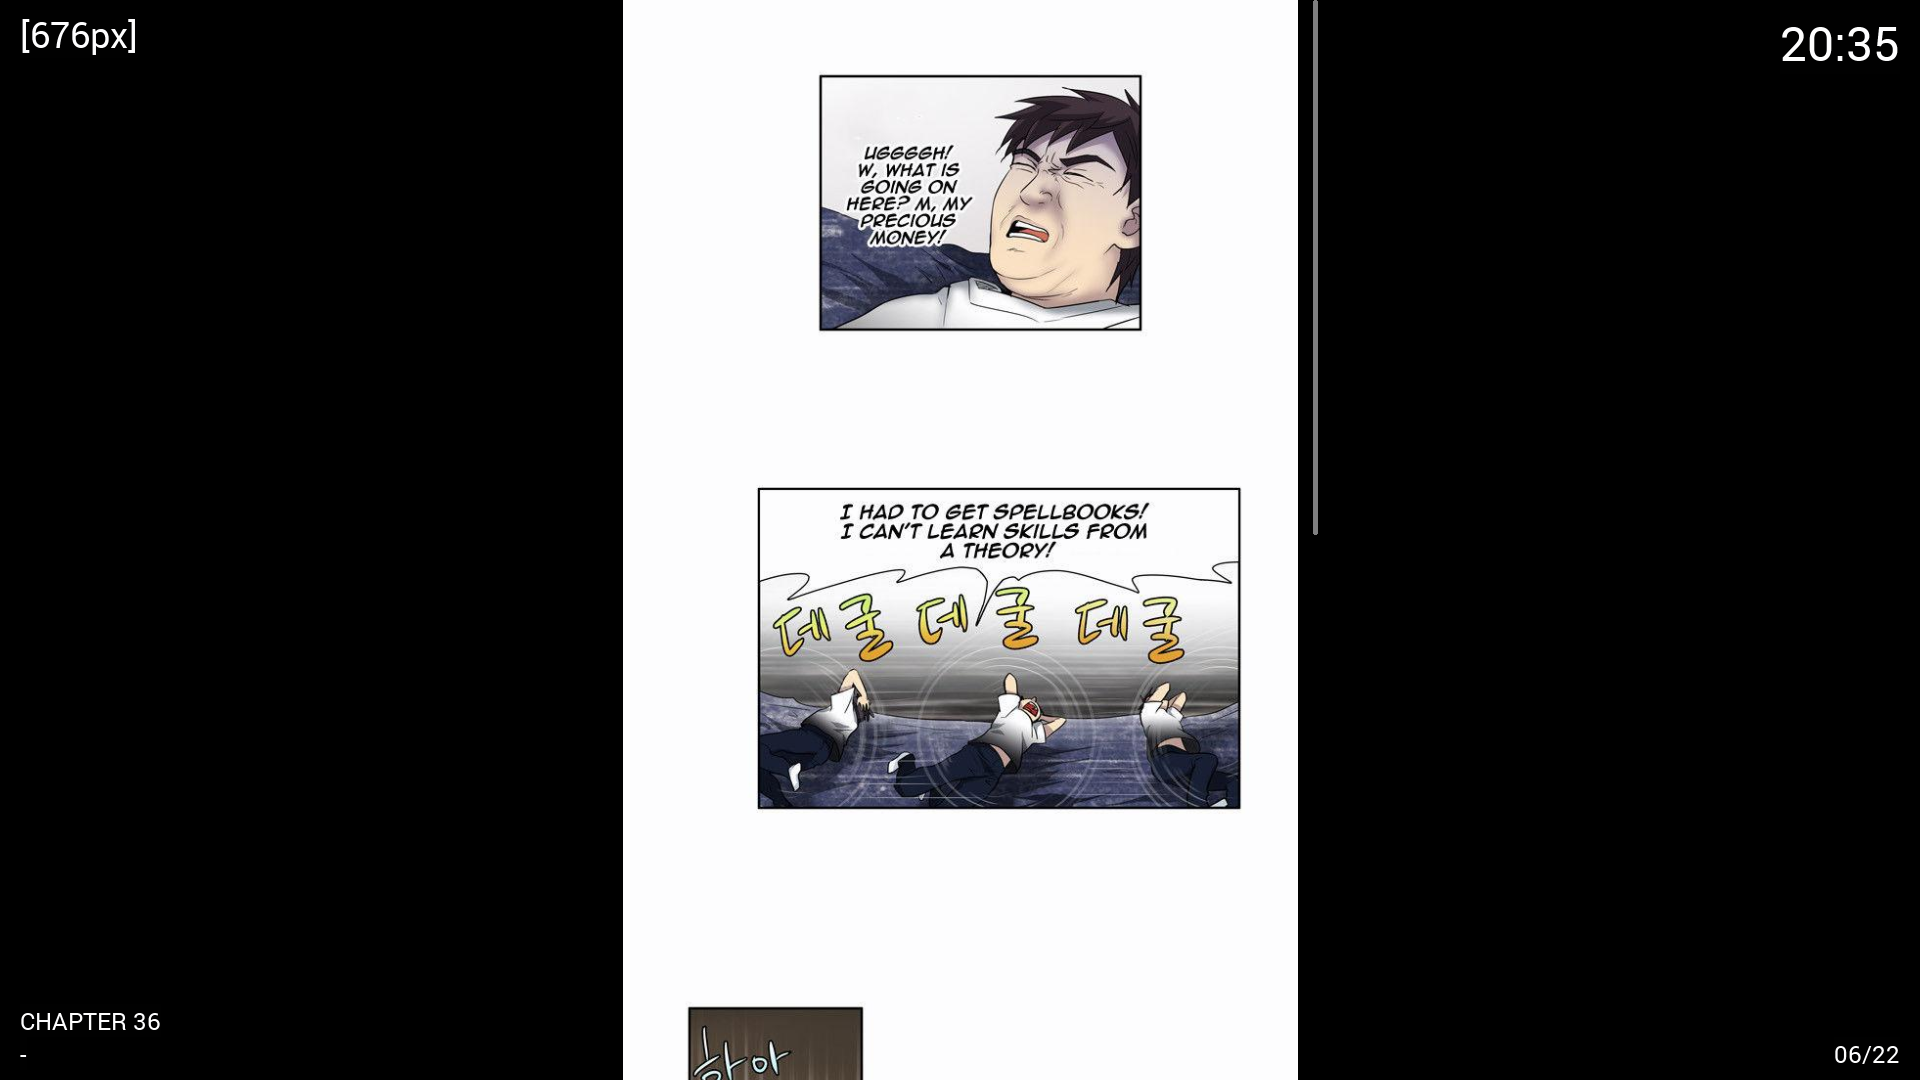 [676px]
20:35
UGGGGH!
W, WHAT IS
GOING ON
HERE? M, MY
PRECIOUS
MONEY!
I HAD TO GET SPELLBOOKS!
I CAN'T LEARN SKILLS FROM
A THEORY!
데굴 데굴 데굴
하아
CHAPTER 36
-
06/22